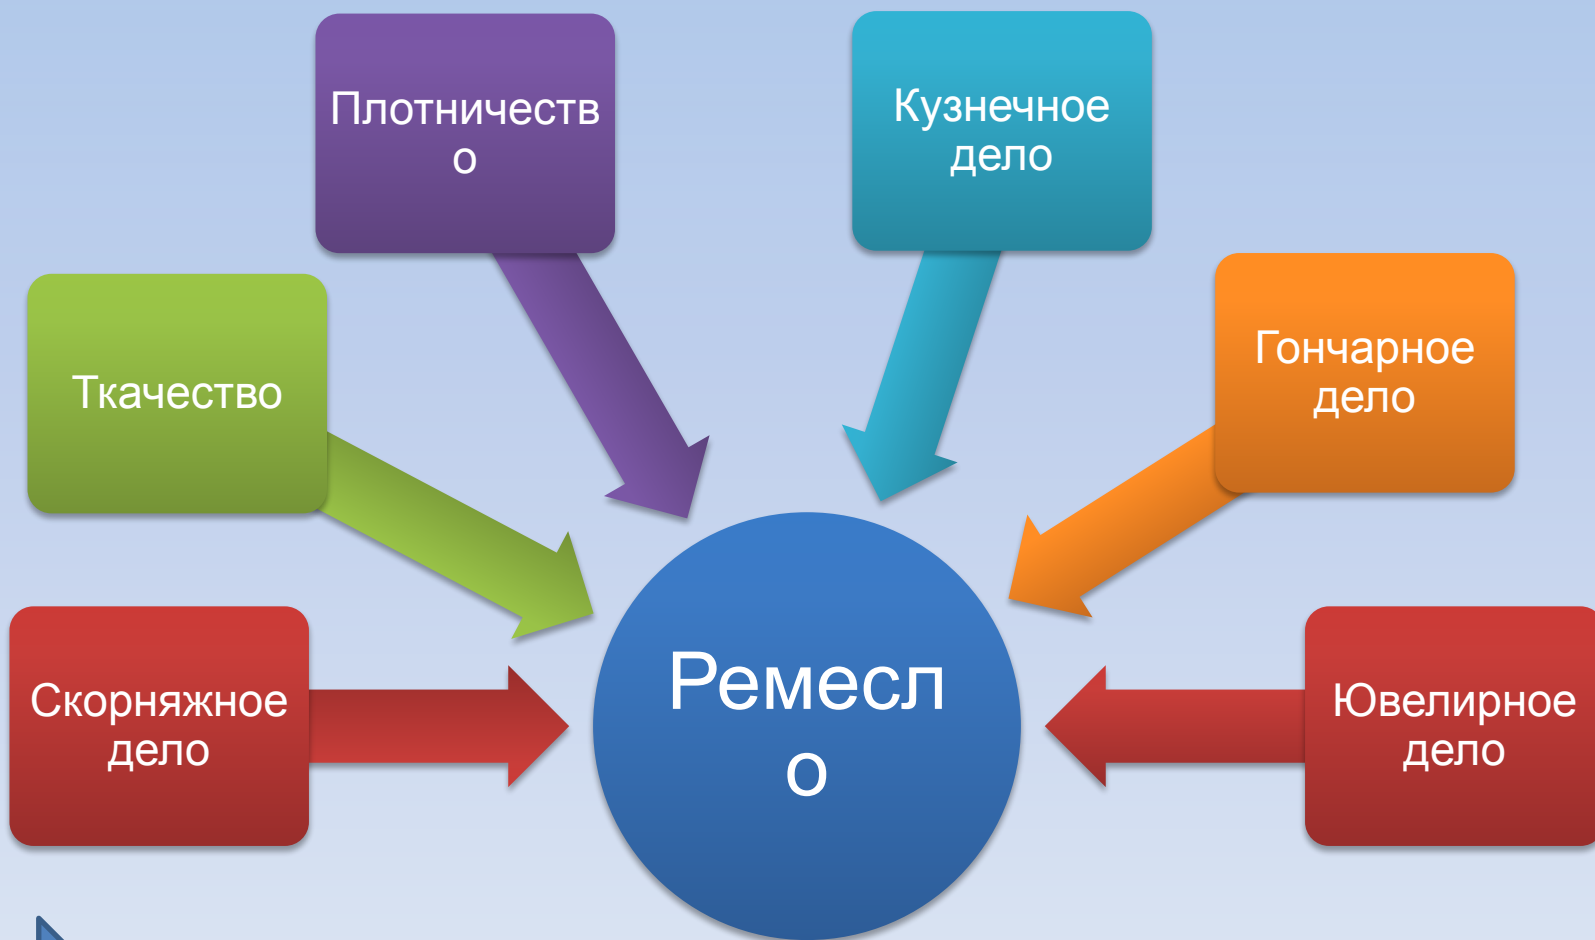 Плотничеств
о
Кузнечное
дело
Ткачество
Гончарное
дело
Скорняжное
дело
Ремесл
о
Ювелирное
дело